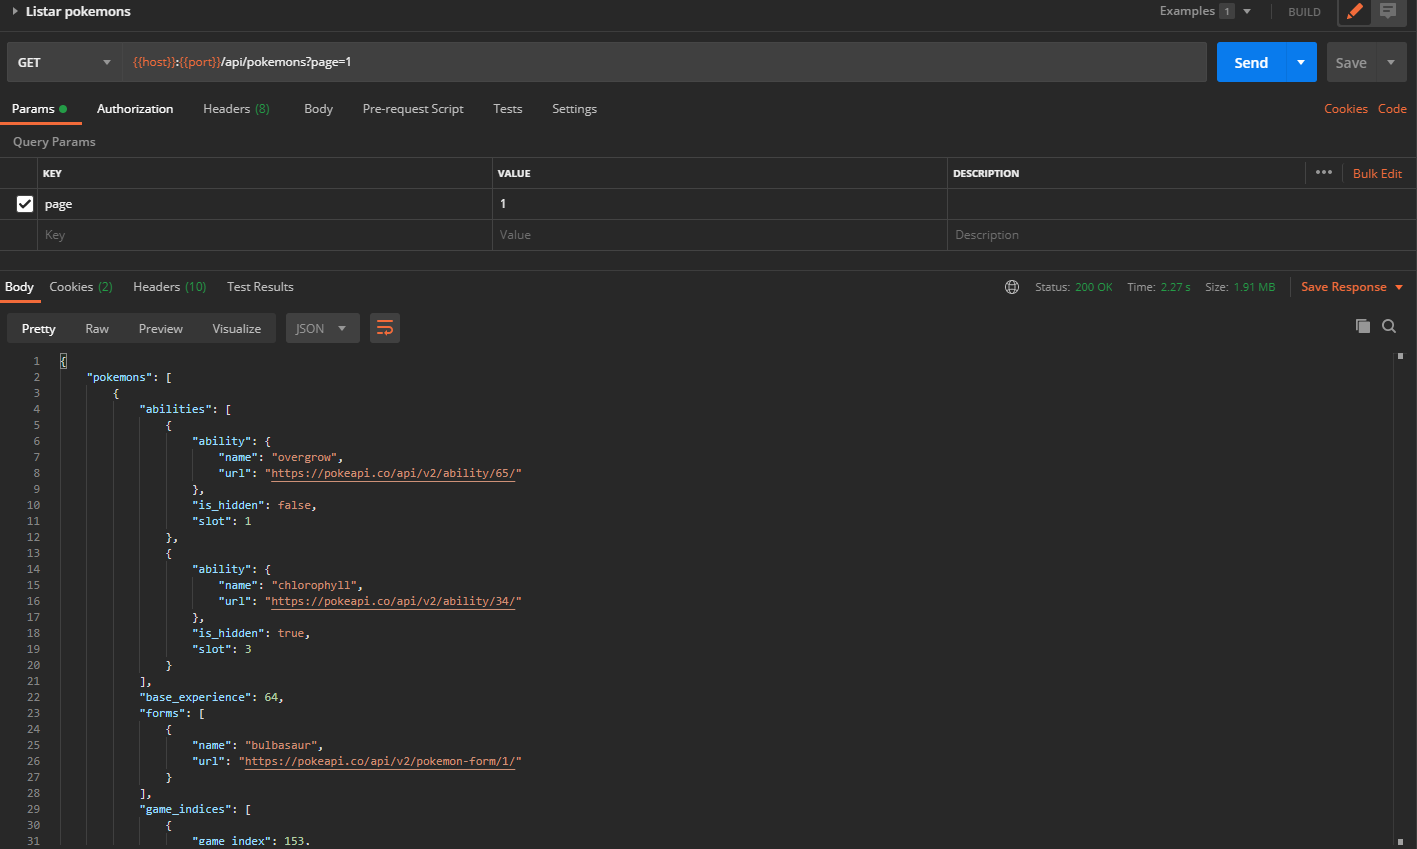 Listar pokemons Examples 1 BUILD
GET {{host}}:{{port}}/api/pokemons?page=1 Send Save
Params Authorization Headers (8) Body Pre-request Script Tests Settings Cookies Code
Query Params
KEY VALUE DESCRIPTION ••• Bulk Edit
page 1
Key Value Description
Body Cookies (2) Headers (10) Test Results Status: 200 OK Time: 2.27 s Size: 1.91 MB Save Response
Pretty Raw Preview Visualize JSON
1 {
2 "pokemons": [
3 {
4 "abilities": [
5 {
6 "ability": {
7 "name": "overgrow",
8 "url": "https://pokeapi.co/api/v2/ability/65/"
9 },
10 "is_hidden": false,
11 "slot": 1
12 },
13 {
14 "ability": {
15 "name": "chlorophyll",
16 "url": "https://pokeapi.co/api/v2/ability/34/"
17 },
18 "is_hidden": true,
19 "slot": 3
20 }
21 ],
22 "base_experience": 64,
23 "forms": [
24 {
25 "name": "bulbasaur",
26 "url": "https://pokeapi.co/api/v2/pokemon-form/1/"
27 }
28 ],
29 "game_indices": [
30 {
31 "game_index": 153,